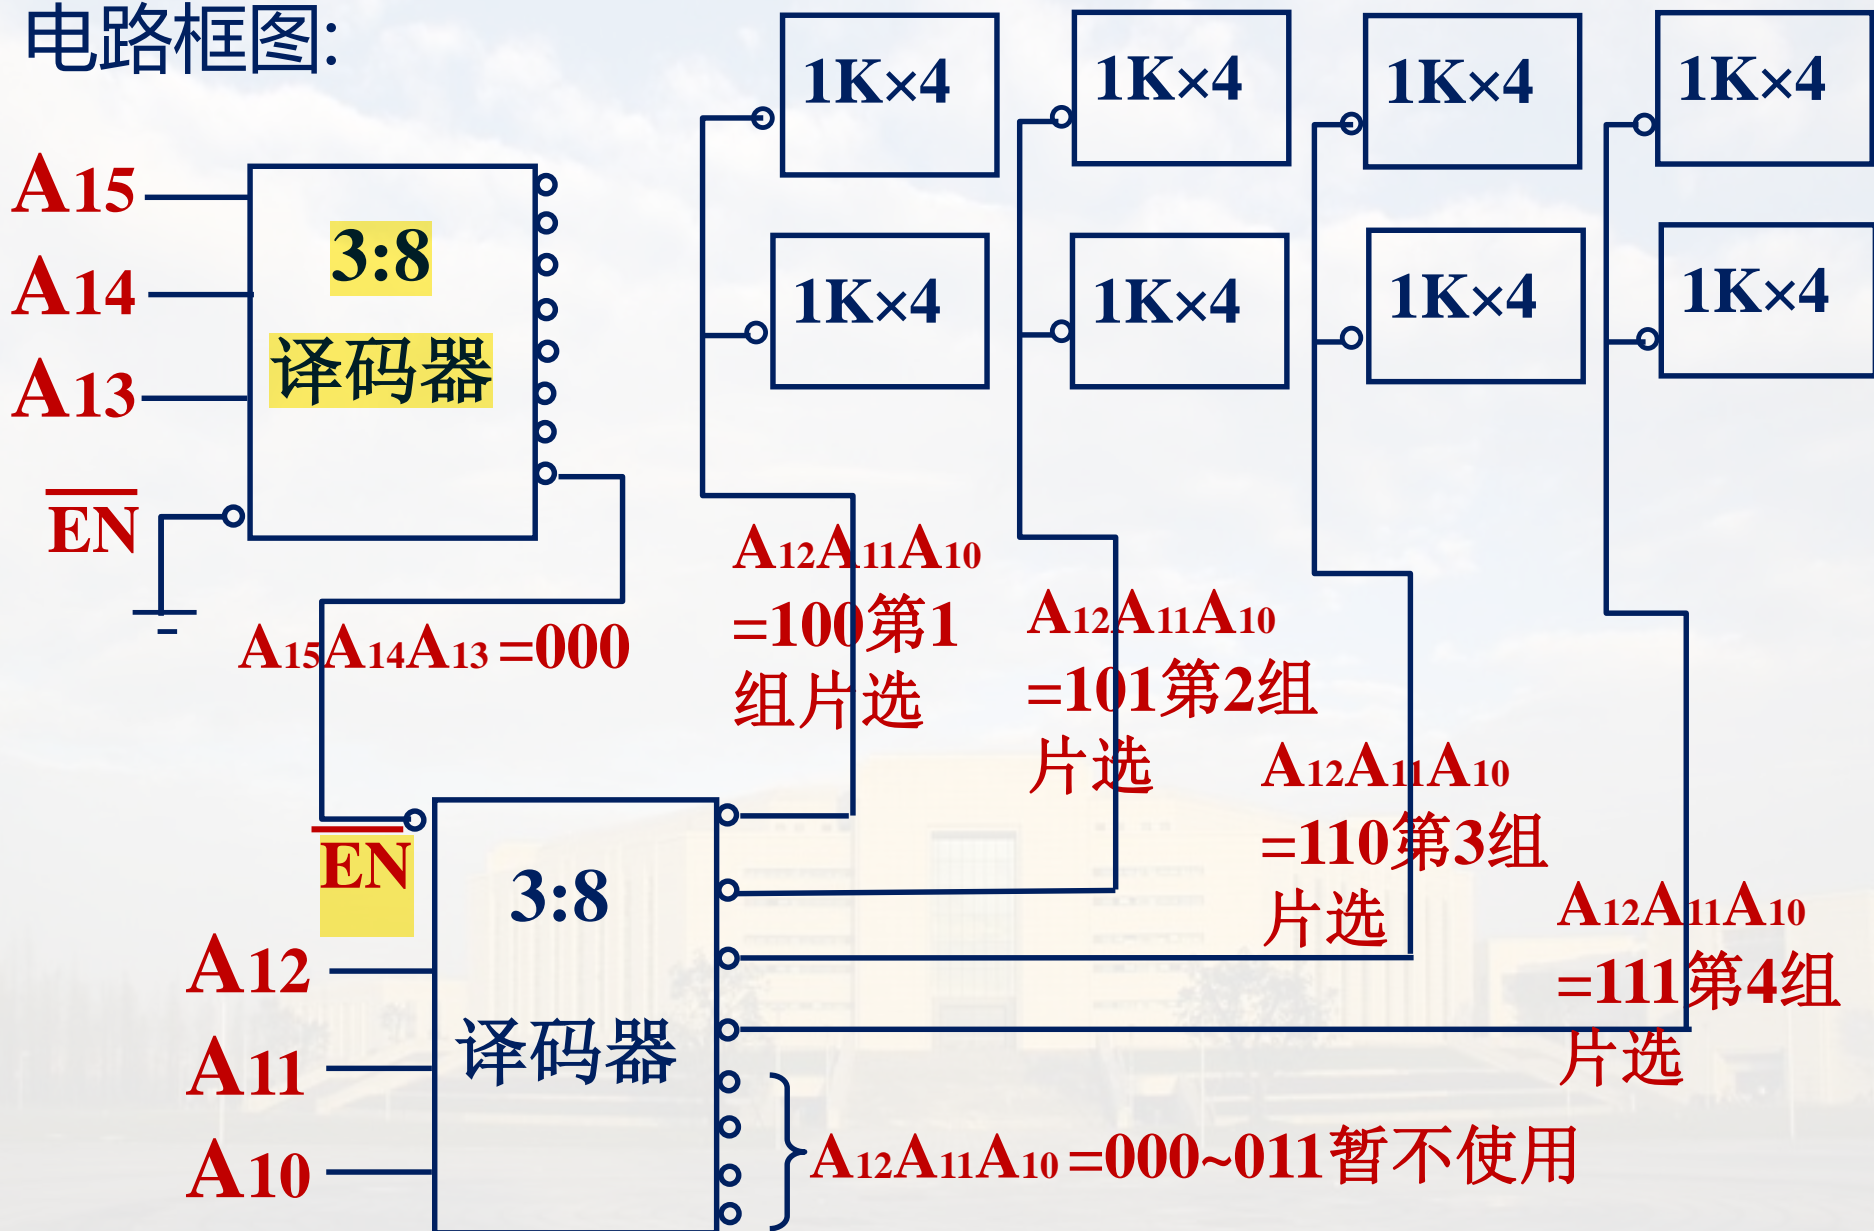 电路框图:
1K×4
1K×4
1K×4
1K×4
A15
A14
A13
EN
3:8
译码器
1K×4
1K×4
1K×4
1K×4
A15A14A13 =000
A12A11A10
=100第1
组片选
A12A11A10
=101第2组
片选
A12A11A10
=110第3组
片选
A12A11A10
=111第4组
片选
EN
A12
A11
A10
3:8
译码器
A12A11A10 =000~011暂不使用